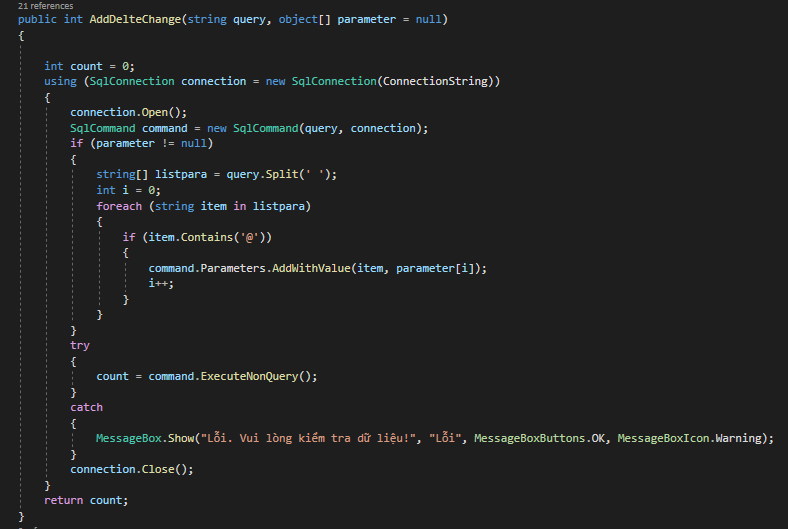 21 references
public int AddDelteChange(string query, object[] parameter = null)
{
int count = 0;
using (SqlConnection connection = new SqlConnection(ConnectionString))
{
connection.Open();
SqlCommand command = new SqlCommand(query, connection);
if (parameter != null)
{
string[] listpara = query.Split(' ');
int i = 0;
foreach (string item in listpara)
{
if (item.Contains('@'))
{
command.Parameters.AddWithValue(item, parameter[i]);
i++;
}
}
}
try
{
count = command.ExecuteNonQuery();
}
catch
{
MessageBox.Show("Lỗi. Vui lòng kiểm tra dữ liệu!", "Lỗi", MessageBoxButtons.OK, MessageBoxIcon.Warning);
}
connection.Close();
}
return count;
}